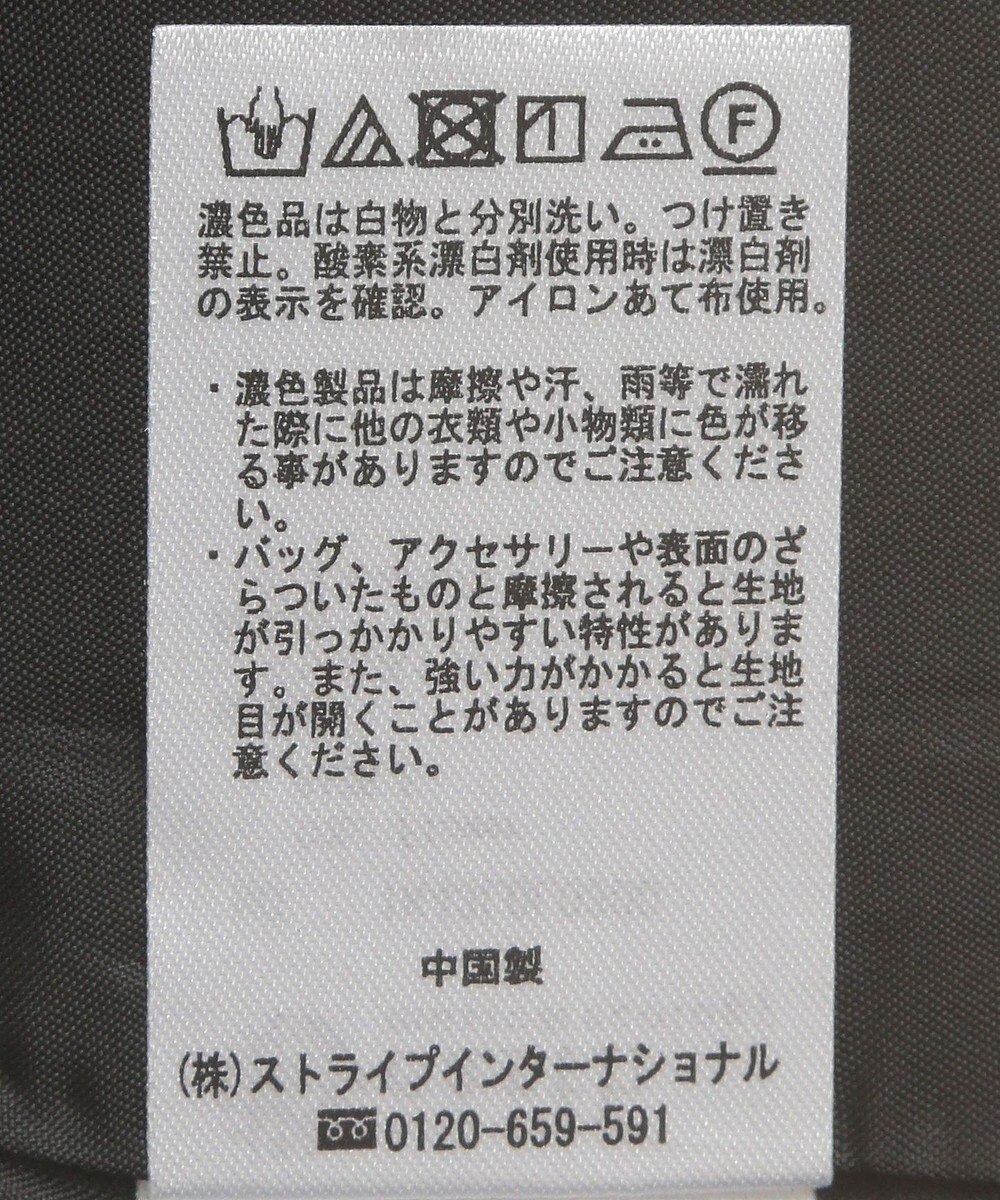 F
濃色品は白物と分別洗い。つけ置き
禁止。酸素系漂白剤使用時は漂白剤
の表示を確認。アイロンあて布使用。
・濃色製品は摩擦や汗、雨等で濡れ
た際に他の衣類や小物類に色が移
る事がありますのでご注意くださ
い。
・バッグ、アクセサリーや表面のざ
らついたものと摩擦されると生地
が引っかかりやすい特性がありま
す。また、強い力がかかると生地
目が開くことがありますのでご注
意ください。
中国製
(株)ストライプインターナショナル
0120-659-591